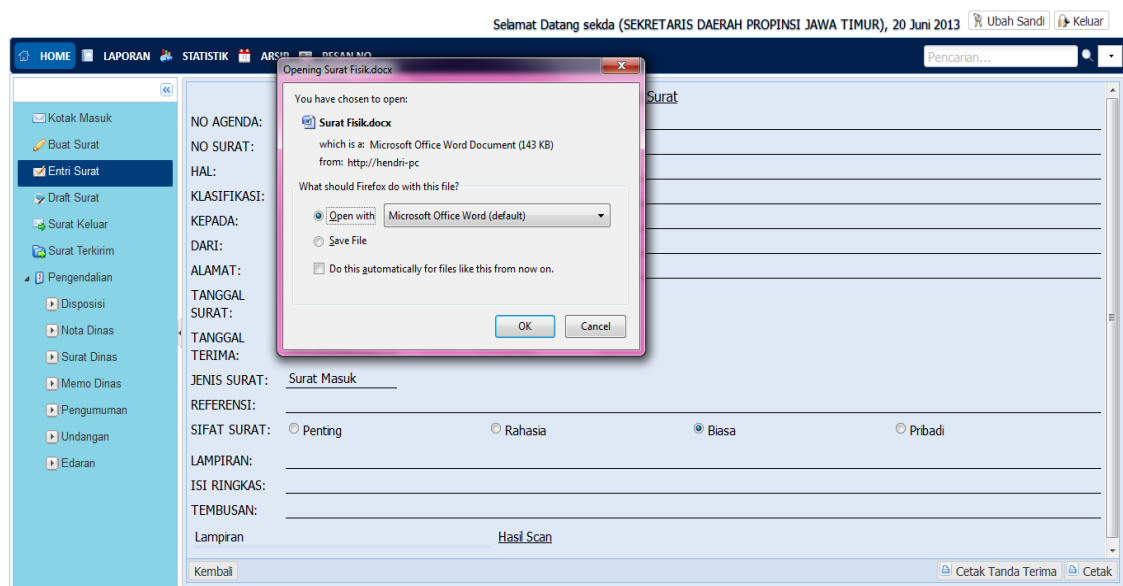 Selamat Datang sekda (SEKRETARIS DAERAH PROPINSI JAWA TIMUR), 20 Juni 2013 Ubah Sandi Keluar
HOME LAPORAN STATISTIK ARSIP PESAN NO Pencarian...
Opening Surat Fisik.docx
You have chosen to open:
Surat Fisik.docx
which is a: Microsoft Office Word Document (143 KB)
from: http://hendri-pc
What should Firefox do with this file?
Open with Microsoft Office Word (default)
Save File
Do this automatically for files like this from now on.
OK Cancel
Kotak Masuk
Buat Surat
Entri Surat
Draft Surat
Surat Keluar
Surat Terkirim
Pengendalian
Disposisi
Nota Dinas
Surat Dinas
Memo Dinas
Pengumuman
Undangan
Edaran
Surat
NO AGENDA:
NO SURAT:
HAL:
KLASIFIKASI:
KEPADA:
DARI:
ALAMAT:
TANGGAL
SURAT:
TANGGAL
TERIMA:
JENIS SURAT: Surat Masuk
REFERENSI:
SIFAT SURAT: Penting Rahasia Biasa Pribadi
LAMPIRAN:
ISI RINGKAS:
TEMBUSAN:
Lampiran Hasil Scan
Kembali Cetak Tanda Terima Cetak